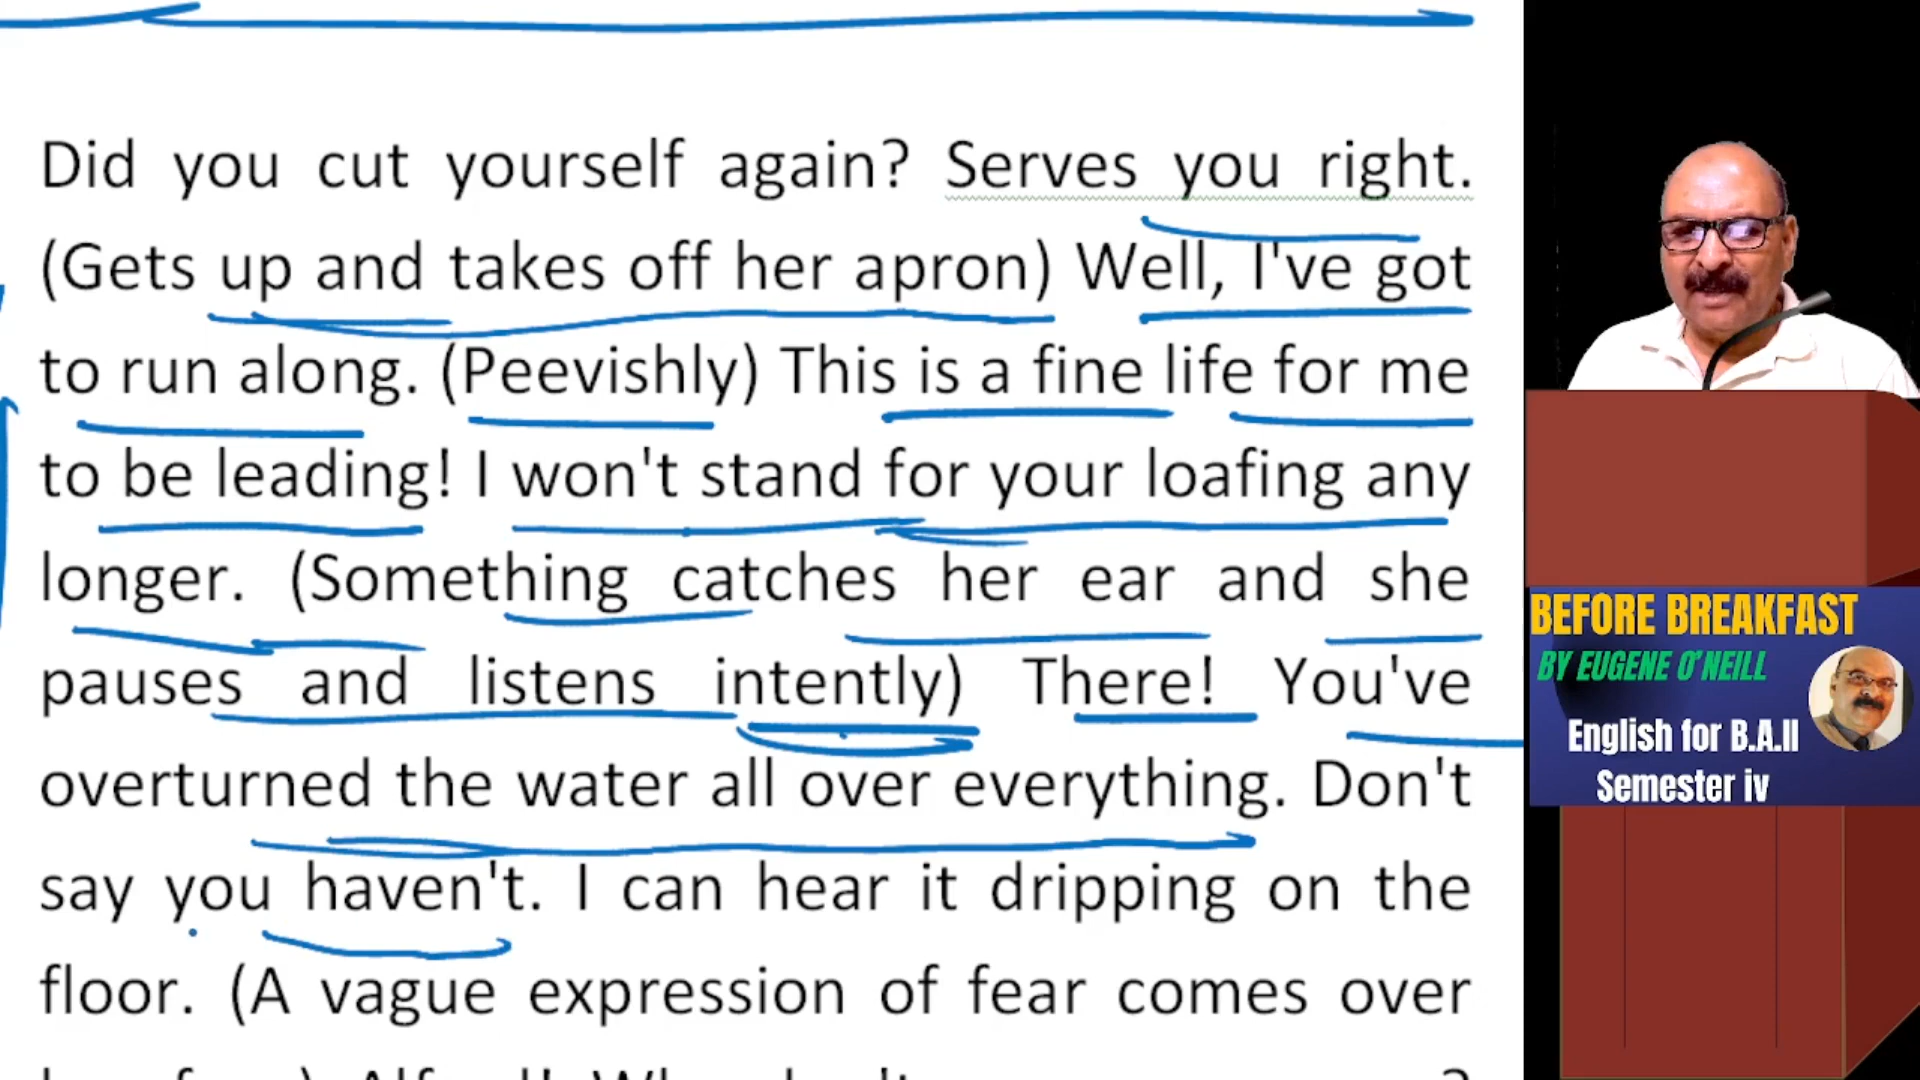 Did you cut yourself again? Serves you right.
(Gets up and takes off her apron) Well, I've got
to run along. (Peevishly) This is a fine life for me
to be leading! I won't stand for your loafing any
longer. (Something catches her ear and she
pauses and listens intently) There! You've
overturned the water all over everything. Don't
say you haven't. I can hear it dripping on the
floor. (A vague expression of fear comes over
BEFORE BREAKFAST
BY EUGENE O'NEILL
English for B.A.II
Semester iv